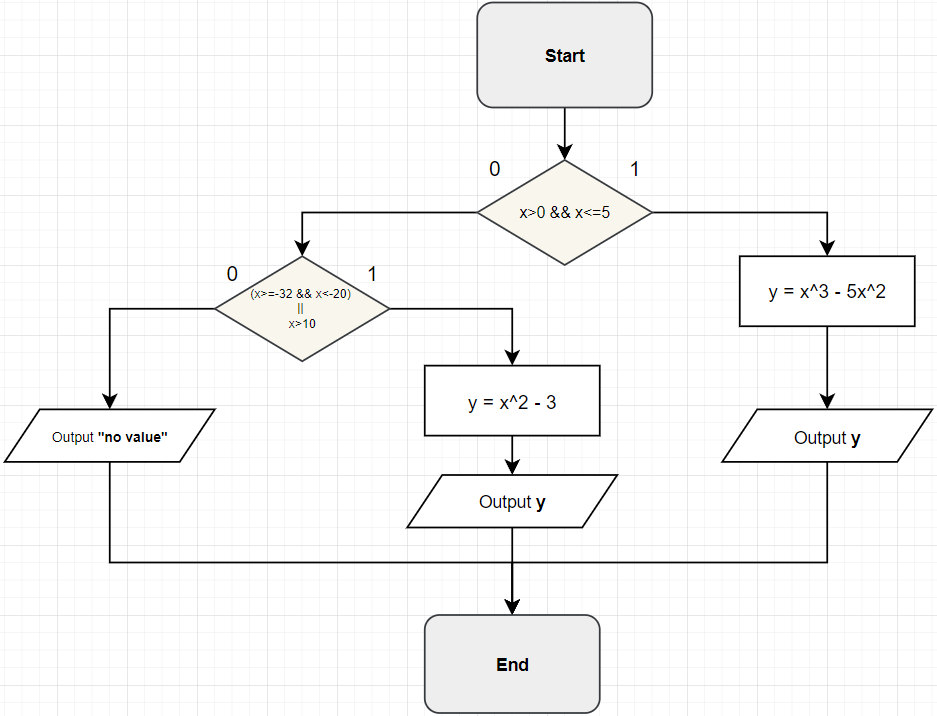 Start
0
1
x>0 && x<=5
0
1
(x>=-32 && x<-20)
||
x>10
y = x^3 - 5x^2
y = x^2 - 3
Output "no value"
Output y
Output y
End